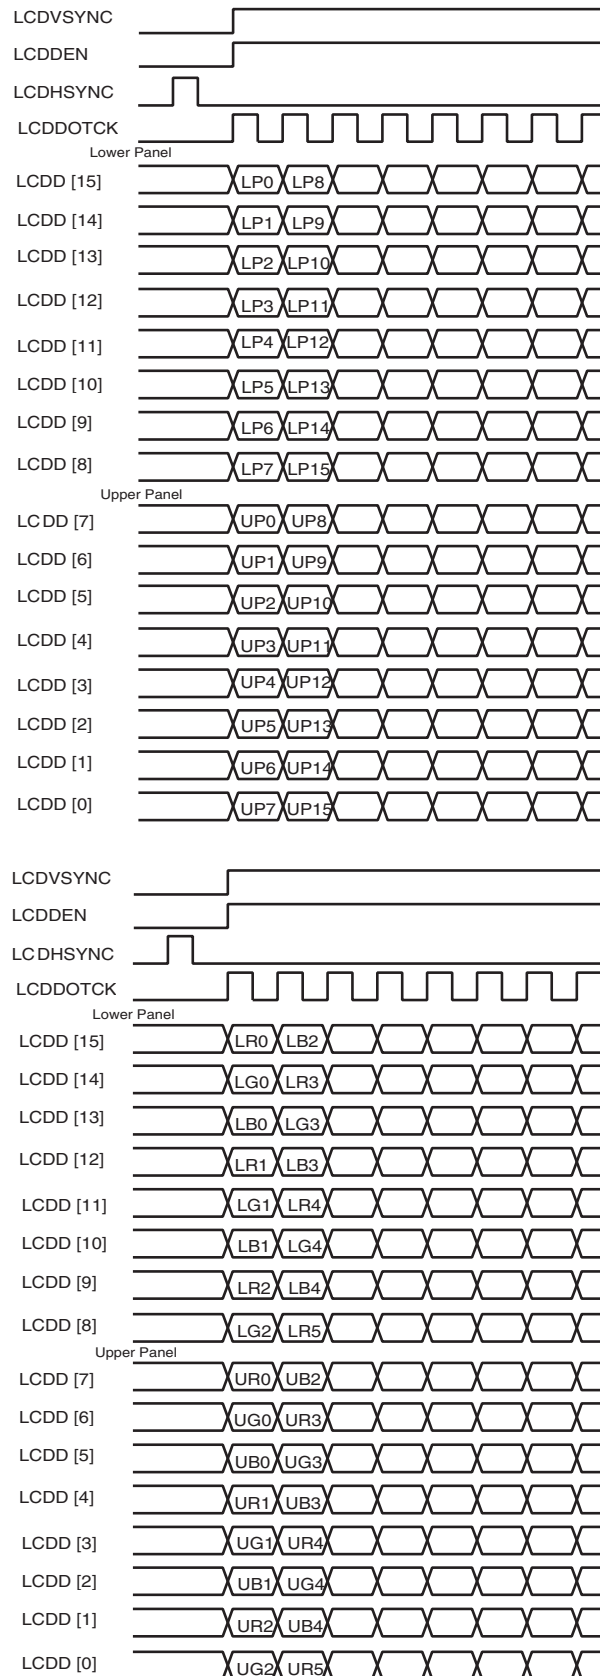 LCDVSYNC
LCDDEN
LCDHSYNC
LCDDOTCK
Lower Panel
LCDD [15] LP0 LP8
LCDD [14] LP1 LP9
LCDD [13] LP2 LP10
LCDD [12] LP3 LP11
LCDD [11] LP4 LP12
LCDD [10] LP5 LP13
LCDD [9] LP6 LP14
LCDD [8] LP7 LP15
Upper Panel
LCDD [7] UP0 UP8
LCDD [6] UP1 UP9
LCDD [5] UP2 UP10
LCDD [4] UP3 UP11
LCDD [3] UP4 UP12
LCDD [2] UP5 UP13
LCDD [1] UP6 UP14
LCDD [0] UP7 UP15
LCDVSYNC
LCDDEN
LCDHSYNC
LCDDOTCK
Lower Panel
LCDD [15] LR0 LB2
LCDD [14] LG0 LR3
LCDD [13] LB0 LG3
LCDD [12] LR1 LB3
LCDD [11] LG1 LR4
LCDD [10] LB1 LG4
LCDD [9] LR2 LB4
LCDD [8] LG2 LR5
Upper Panel
LCDD [7] UR0 UB2
LCDD [6] UG0 UR3
LCDD [5] UB0 UG3
LCDD [4] UR1 UB3
LCDD [3] UG1 UR4
LCDD [2] UB1 UG4
LCDD [1] UR2 UB4
LCDD [0] UG2 UR5